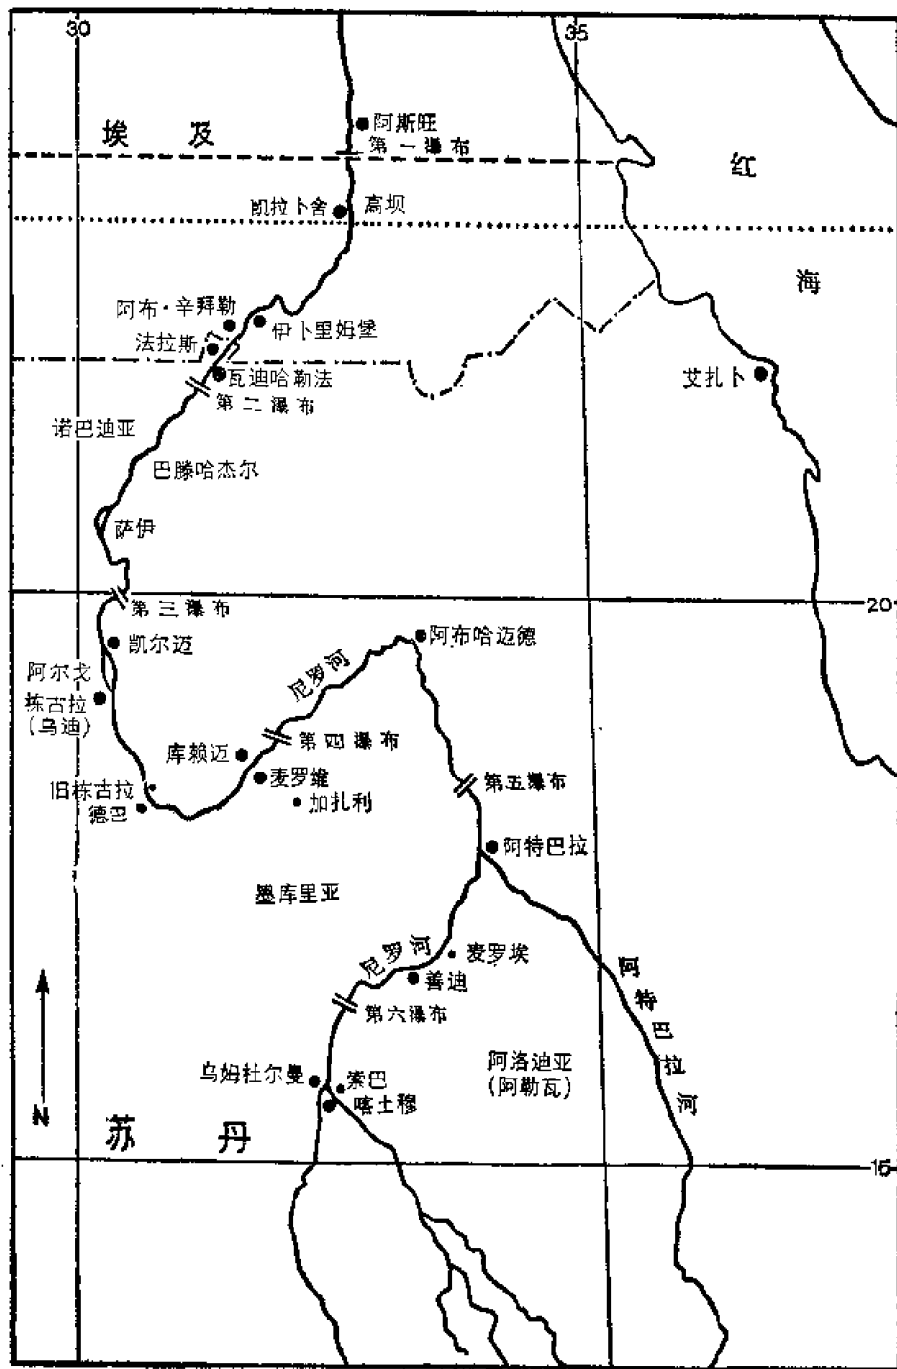 30
35
埃及
阿斯旺
第一瀑布
红海
凯拉卜舍
高坝
阿布·辛拜勒
伊卜里姆堡
法拉斯
瓦迪哈勒法
第二瀑布
艾扎卜
诺巴迪亚
巴滕哈杰尔
萨伊
20
第三瀑布
凯尔迈
阿布哈迈德
阿尔戈
栋古拉
(乌迪)
尼罗河
第四瀑布
库赖迈
麦罗维
加扎利
旧栋古拉
德巴
第五瀑布
阿特巴拉
墨库里亚
尼罗河
麦罗埃
善迪
阿特巴拉河
第六瀑布
阿洛迪亚
(阿勒瓦)
乌姆杜尔曼
索巴
喀土穆
N
苏丹
15